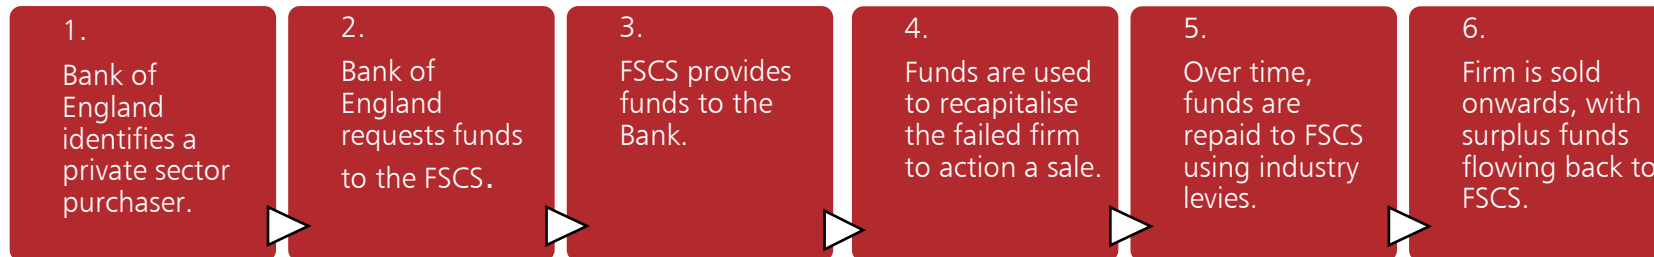 1.
Bank of
England
identifies a
private sector
purchaser.
2.
Bank of
England
requests funds
to the FSCS.
3.
FSCS provides
funds to the
Bank.
4.
Funds are used
to recapitalise
the failed firm
to action a sale.
5.
Over time,
funds are
repaid to FSCS
using industry
levies.
6.
Firm is sold
onwards, with
surplus funds
flowing back to
FSCS.